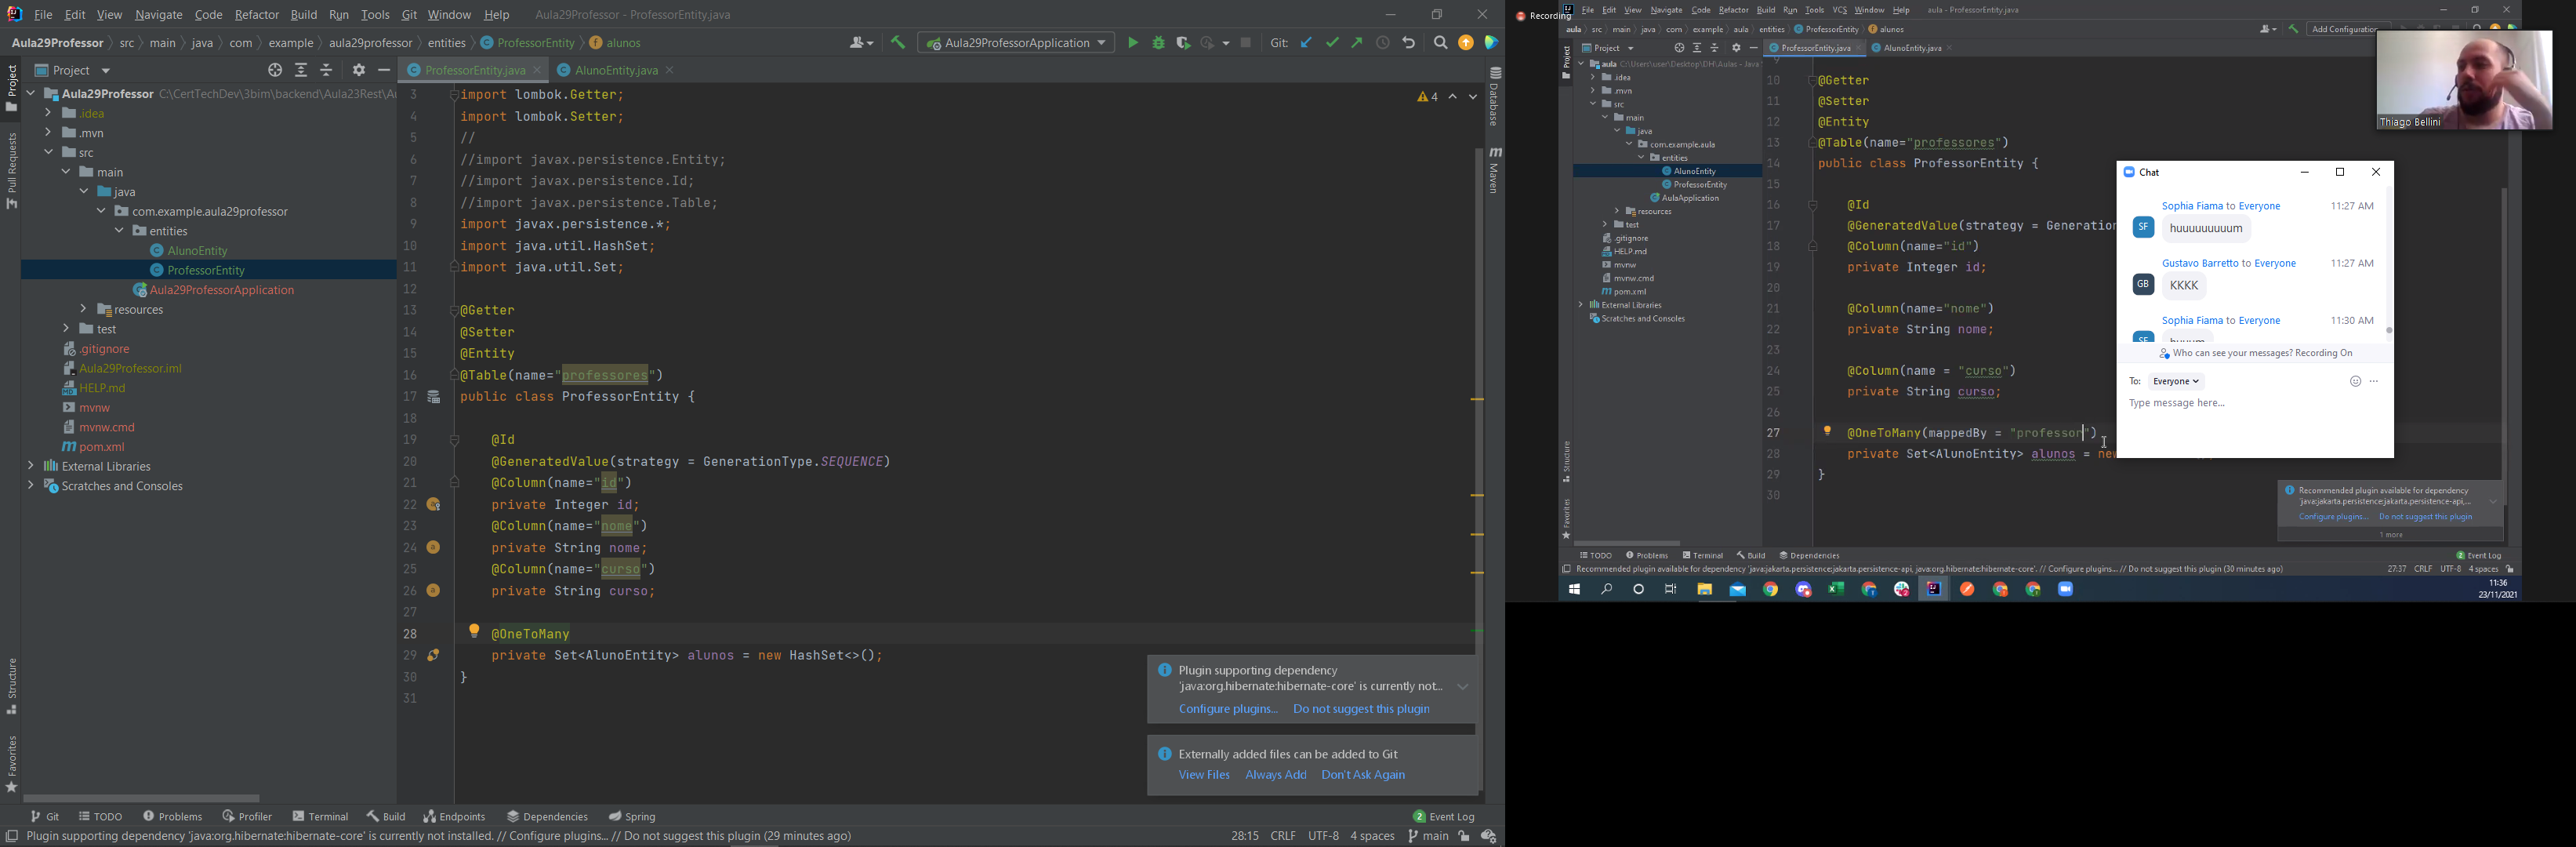 File Edit View Navigate Code Refactor Build Run Tools Git Window Help Aula29Professor - ProfessorEntity.java
Aula29Professor src main java com example aula29professor entities ProfessorEntity alunos
Aula29ProfessorApplication Git:
Project
ProfessorEntity.java AlunoEntity.java
Project
Pull Requests
Structure
Favorites
Aula29Professor C:\CertTechDev\3bim\backend\Aula23Rest\Au
.idea
.mvn
src
main
java
com.example.aula29professor
entities
AlunoEntity
ProfessorEntity
Aula29ProfessorApplication
resources
test
.gitignore
Aula29Professor.iml
HELP.md
mvnw
mvnw.cmd
pom.xml
External Libraries
Scratches and Consoles
3 import lombok.Getter;
4 import lombok.Setter;
5 //
6 //import javax.persistence.Entity;
7 //import javax.persistence.Id;
8 //import javax.persistence.Table;
9 import javax.persistence.*;
10 import java.util.HashSet;
11 import java.util.Set;
12
13 @Getter
14 @Setter
15 @Entity
16 @Table(name="professores")
17 public class ProfessorEntity {
18
19 @Id
20 @GeneratedValue(strategy = GenerationType.SEQUENCE)
21 @Column(name="id")
22 private Integer id;
23 @Column(name="nome")
24 private String nome;
25 @Column(name="curso")
26 private String curso;
27
28 @OneToMany
29 private Set<AlunoEntity> alunos = new HashSet<>();
30 }
31
4
Database
Maven
Plugin supporting dependency
'java:org.hibernate:hibernate-core' is currently not...
Configure plugins... Do not suggest this plugin
Externally added files can be added to Git
View Files Always Add Don't Ask Again
Git TODO Problems Profiler Terminal Build Endpoints Dependencies Spring
2 Event Log
Plugin supporting dependency 'java:org.hibernate:hibernate-core' is currently not installed. // Configure plugins... // Do not suggest this plugin (29 minutes ago)
28:15 CRLF UTF-8 4 spaces main
Recording
File Edit View Navigate Code Refactor Build Run Tools VCS Window Help aula - ProfessorEntity.java
aula src main java com example aula entities ProfessorEntity alunos
Add Configuration
Project
ProfessorEntity.java AlunoEntity.java
Project
Structure
Favorites
aula C:\Users\user\Desktop\DH\Aulas - Java
.idea
.mvn
src
main
java
com.example.aula
entities
AlunoEntity
ProfessorEntity
AulaApplication
resources
test
.gitignore
HELP.md
mvnw
mvnw.cmd
pom.xml
External Libraries
Scratches and Consoles
9
10 @Getter
11 @Setter
12 @Entity
13 @Table(name="professores")
14 public class ProfessorEntity {
15
16 @Id
17 @GeneratedValue(strategy = Generation
18 @Column(name="id")
19 private Integer id;
20
21 @Column(name="nome")
22 private String nome;
23
24 @Column(name = "curso")
25 private String curso;
26
27 @OneToMany(mappedBy = "professor")
28 private Set<AlunoEntity> alunos = new
29 }
30
Thiago Bellini
Chat
Sophia Fiama to Everyone 11:27 AM
SF
huuuuuuuuum
Gustavo Barretto to Everyone 11:27 AM
GB
KKKK
Sophia Fiama to Everyone 11:30 AM
SF
Who can see your messages? Recording On
To: Everyone
Type message here...
Recommended plugin available for dependency
'java:jakarta.persistence:jakarta.persistence-api,...
Configure plugins... Do not suggest this plugin
1 more
TODO Problems Terminal Build Dependencies
2 Event Log
Recommended plugin available for dependency 'java:jakarta.persistence:jakarta.persistence-api, java:org.hibernate:hibernate-core'. // Configure plugins... // Do not suggest this plugin (30 minutes ago)
27:37 CRLF UTF-8 4 spaces
11:36
23/11/2021